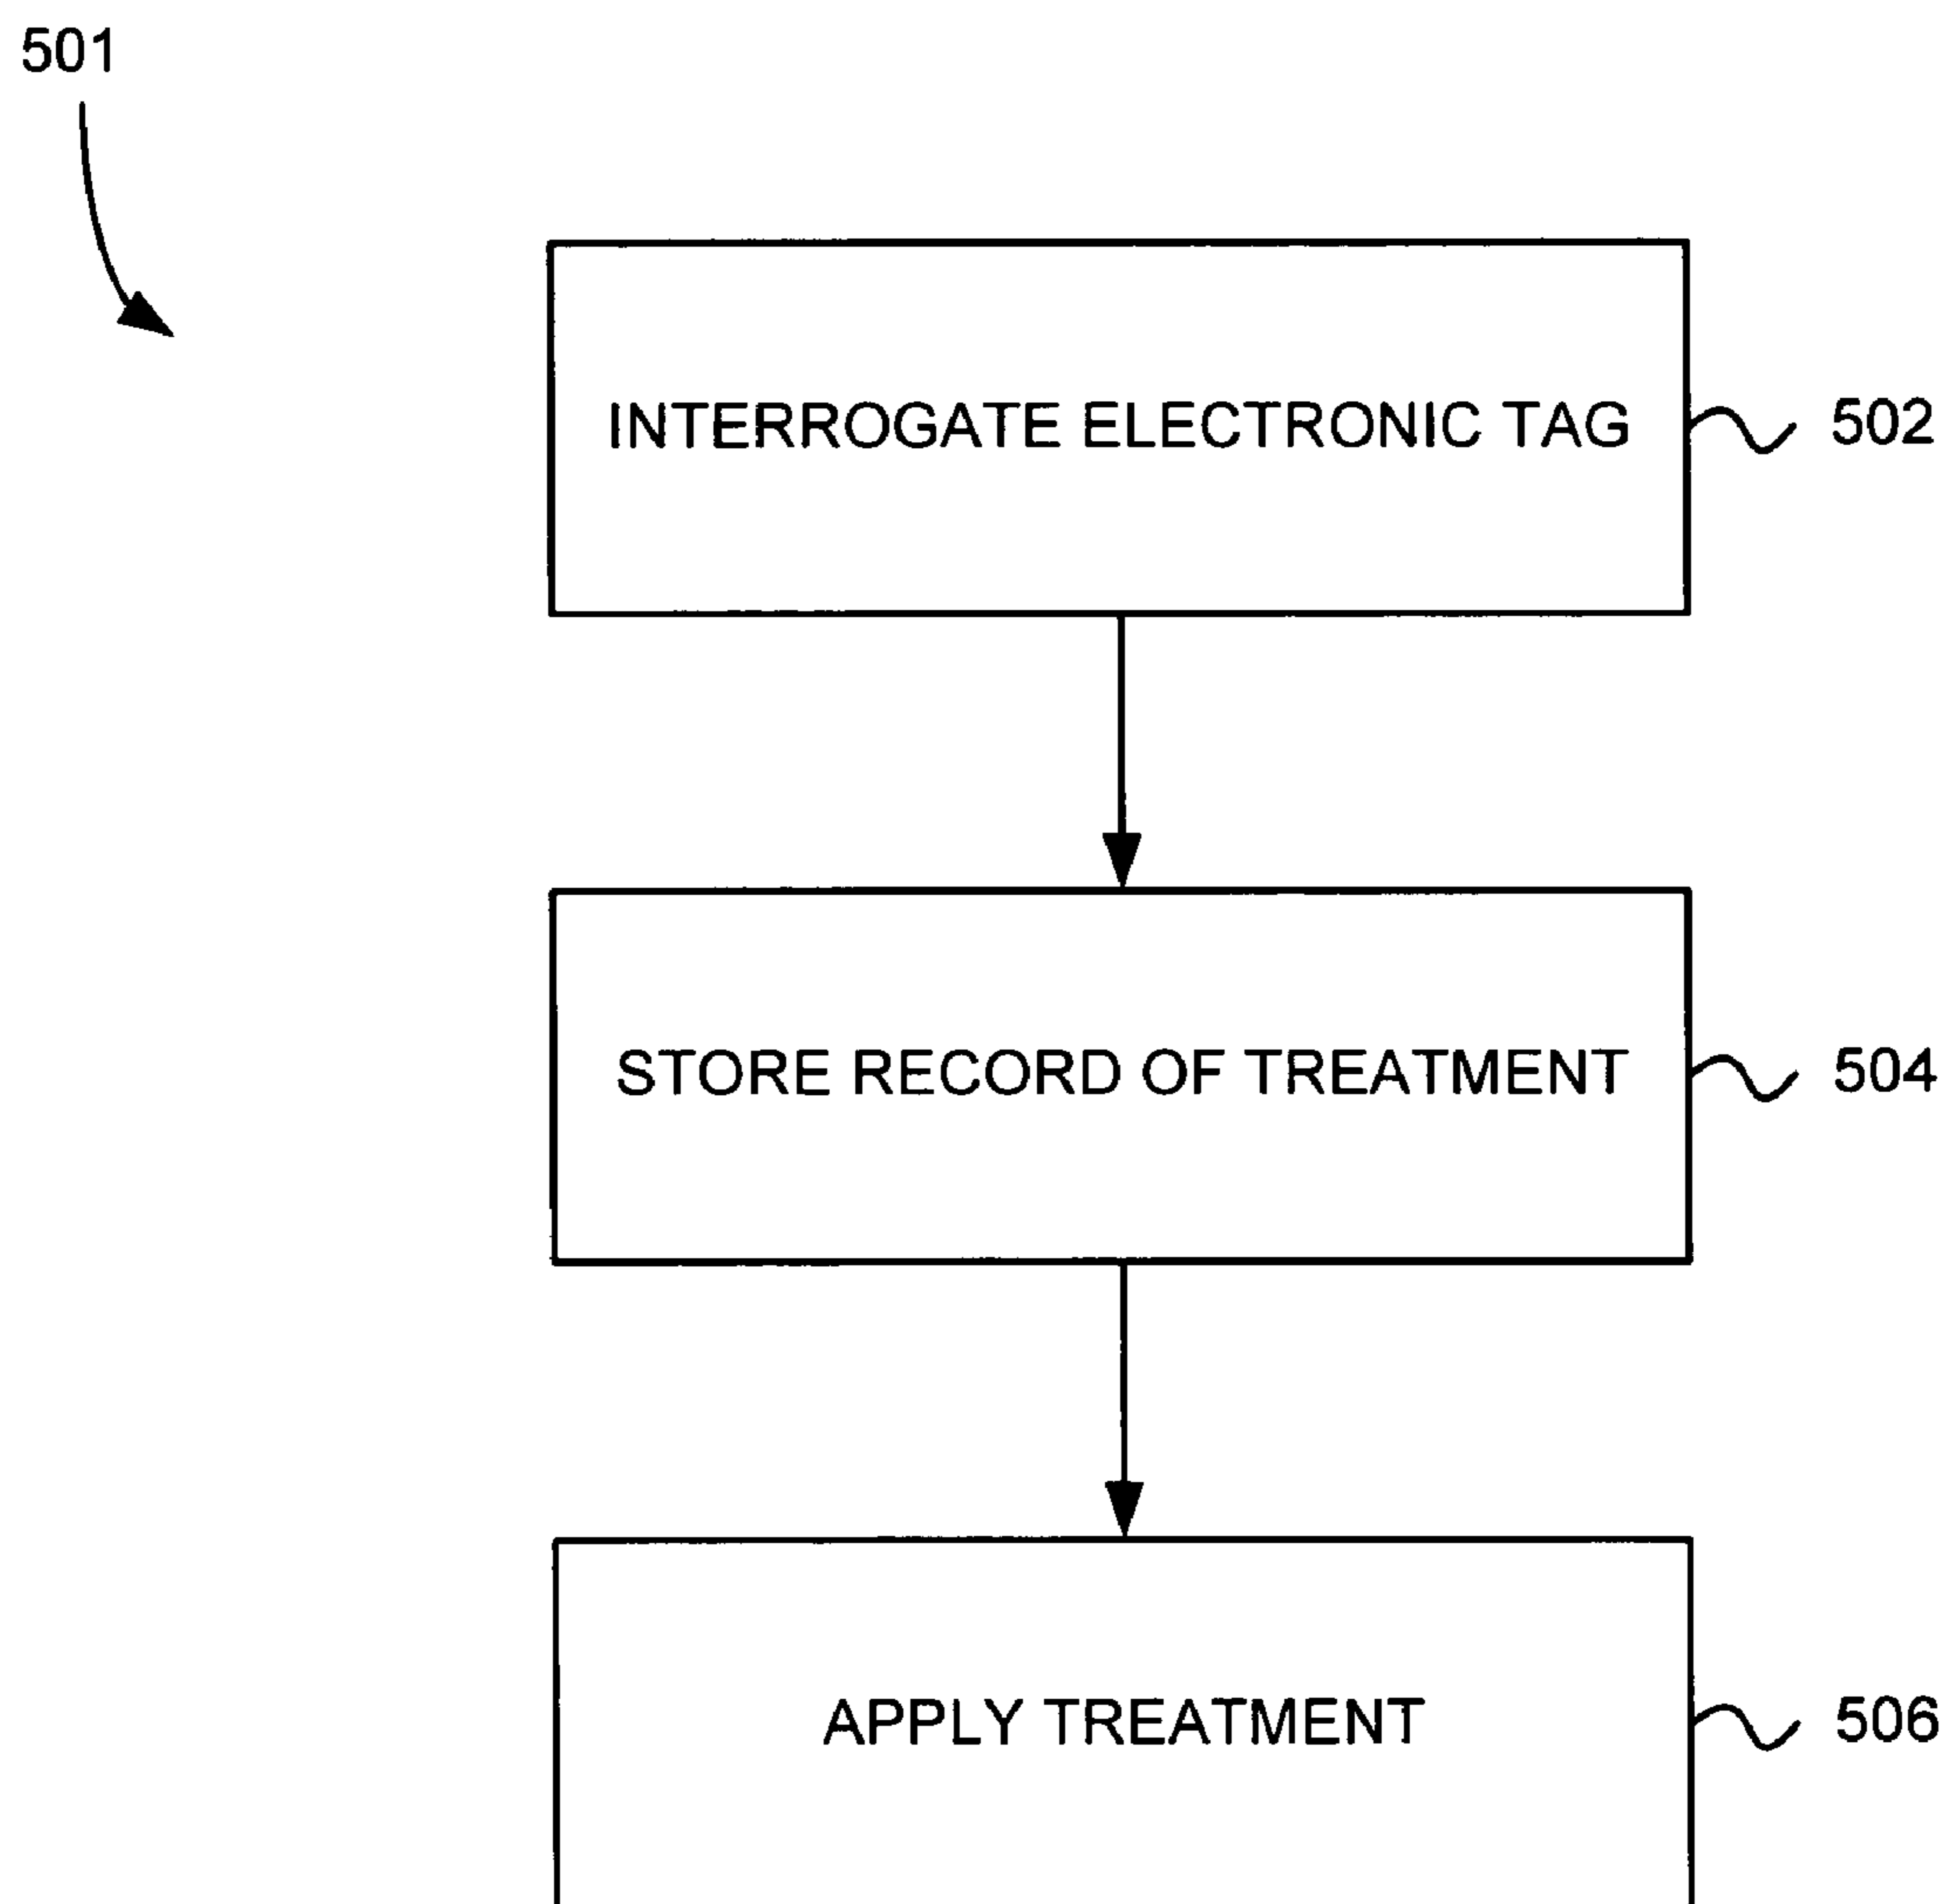 501
INTERROGATE ELECTRONIC TAG
502
STORE RECORD OF TREATMENT
504
APPLY TREATMENT
506